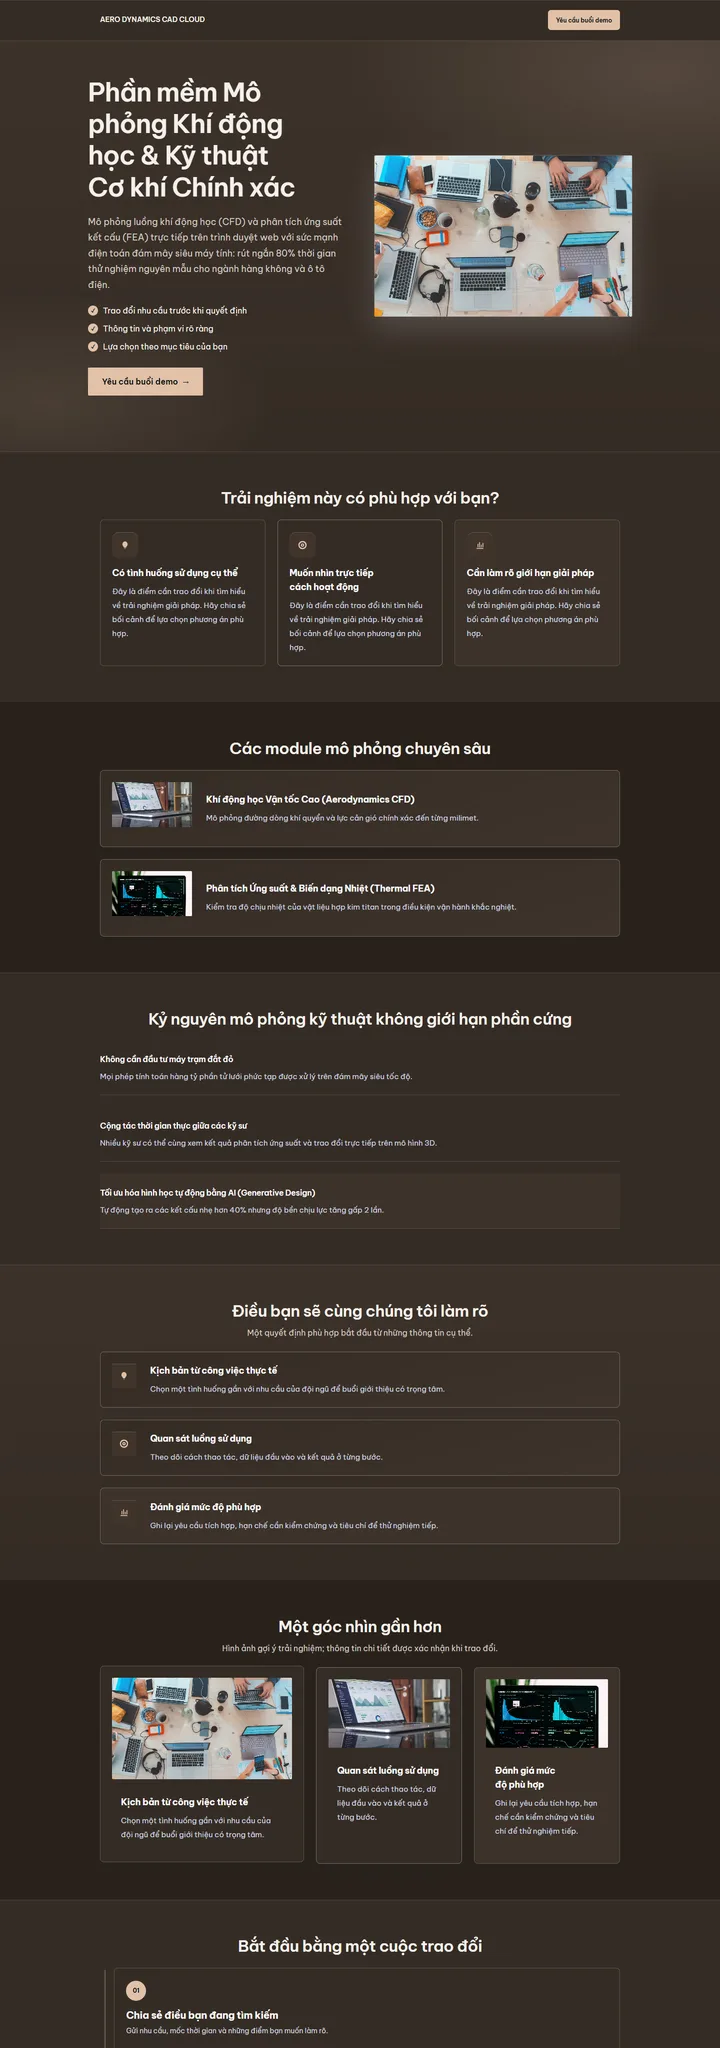 AERO DYNAMICS CAD CLOUD
Yêu cầu buổi demo
Phần mềm Mô
phỏng Khí động
học & Kỹ thuật
Cơ khí Chính xác
Mô phỏng luồng khí động học (CFD) và phân tích ứng suất
kết cấu (FEA) trực tiếp trên trình duyệt web với sức mạnh
điện toán đám mây siêu máy tính: rút ngắn 80% thời gian
thử nghiệm nguyên mẫu cho ngành hàng không và ô tô
điện.
Trao đổi nhu cầu trước khi quyết định
Thông tin và phạm vi rõ ràng
Lựa chọn theo mục tiêu của bạn
Yêu cầu buổi demo →
Trải nghiệm này có phù hợp với bạn?
Có tình huống sử dụng cụ thể
Đây là điểm cần trao đổi khi tìm hiểu
về trải nghiệm giải pháp. Hãy chia sẻ
bối cảnh để lựa chọn phương án phù
hợp.
Muốn nhìn trực tiếp
cách hoạt động
Đây là điểm cần trao đổi khi tìm hiểu
về trải nghiệm giải pháp. Hãy chia sẻ
bối cảnh để lựa chọn phương án phù
hợp.
Cần làm rõ giới hạn giải pháp
Đây là điểm cần trao đổi khi tìm hiểu
về trải nghiệm giải pháp. Hãy chia sẻ
bối cảnh để lựa chọn phương án phù
hợp.
Các module mô phỏng chuyên sâu
Khí động học Vận tốc Cao (Aerodynamics CFD)
Mô phỏng đường dòng khí quyển và lực cản gió chính xác đến từng milimet.
Phân tích Ứng suất & Biến dạng Nhiệt (Thermal FEA)
Kiểm tra độ chịu nhiệt của vật liệu hợp kim titan trong điều kiện vận hành khắc nghiệt.
Kỷ nguyên mô phỏng kỹ thuật không giới hạn phần cứng
Không cần đầu tư máy trạm đắt đỏ
Mọi phép tính toán hàng tỷ phần tử lưới phức tạp được xử lý trên đám mây siêu tốc độ.
Cộng tác thời gian thực giữa các kỹ sư
Nhiều kỹ sư có thể cùng xem kết quả phân tích ứng suất và trao đổi trực tiếp trên mô hình 3D.
Tối ưu hóa hình học tự động bằng AI (Generative Design)
Tự động tạo ra các kết cấu nhẹ hơn 40% nhưng độ bền chịu lực tăng gấp 2 lần.
Điều bạn sẽ cùng chúng tôi làm rõ
Một quyết định phù hợp bắt đầu từ những thông tin cụ thể.
Kịch bản từ công việc thực tế
Chọn một tình huống gần với nhu cầu của đội ngũ để buổi giới thiệu có trọng tâm.
Quan sát luồng sử dụng
Theo dõi cách thao tác, dữ liệu đầu vào và kết quả ở từng bước.
Đánh giá mức độ phù hợp
Ghi lại yêu cầu tích hợp, hạn chế cần kiểm chứng và tiêu chí để thử nghiệm tiếp.
Một góc nhìn gần hơn
Hình ảnh gợi ý trải nghiệm; thông tin chi tiết được xác nhận khi trao đổi.
Kịch bản từ công việc thực tế
Chọn một tình huống gần với nhu cầu của
đội ngũ để buổi giới thiệu có trọng tâm.
Quan sát luồng sử dụng
Theo dõi cách thao tác, dữ
liệu đầu vào và kết quả ở
từng bước.
Đánh giá mức
độ phù hợp
Ghi lại yêu cầu tích hợp, hạn
chế cần kiểm chứng và tiêu
chí để thử nghiệm tiếp.
Bắt đầu bằng một cuộc trao đổi
01
Chia sẻ điều bạn đang tìm kiếm
Gửi nhu cầu, mốc thời gian và những điểm bạn muốn làm rõ.